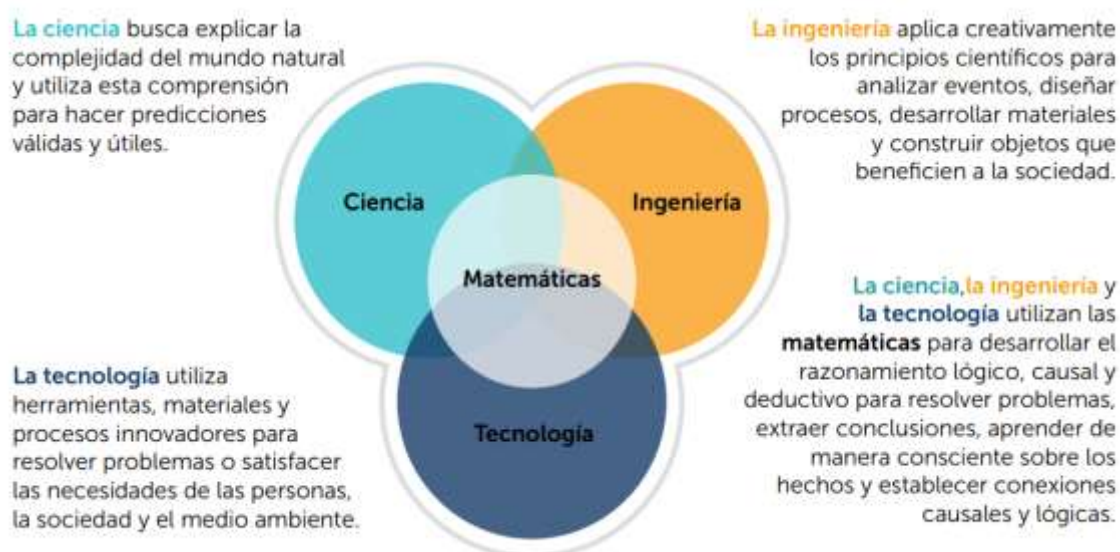 La ciencia busca explicar la
complejidad del mundo natural
y utiliza esta comprensión
para hacer predicciones
válidas y útiles.
La ingeniería aplica creativamente
los principios científicos para
analizar eventos, diseñar
procesos, desarrollar materiales
y construir objetos que
beneficien a la sociedad.
Ciencia
Ingeniería
Matemáticas
Tecnología
La tecnología utiliza
herramientas, materiales y
procesos innovadores para
resolver problemas o satisfacer
las necesidades de las personas,
la sociedad y el medio ambiente.
La ciencia,la ingeniería y
la tecnología utilizan las
matemáticas para desarrollar el
razonamiento lógico, causal y
deductivo para resolver problemas,
extraer conclusiones, aprender de
manera consciente sobre los
hechos y establecer conexiones
causales y lógicas.